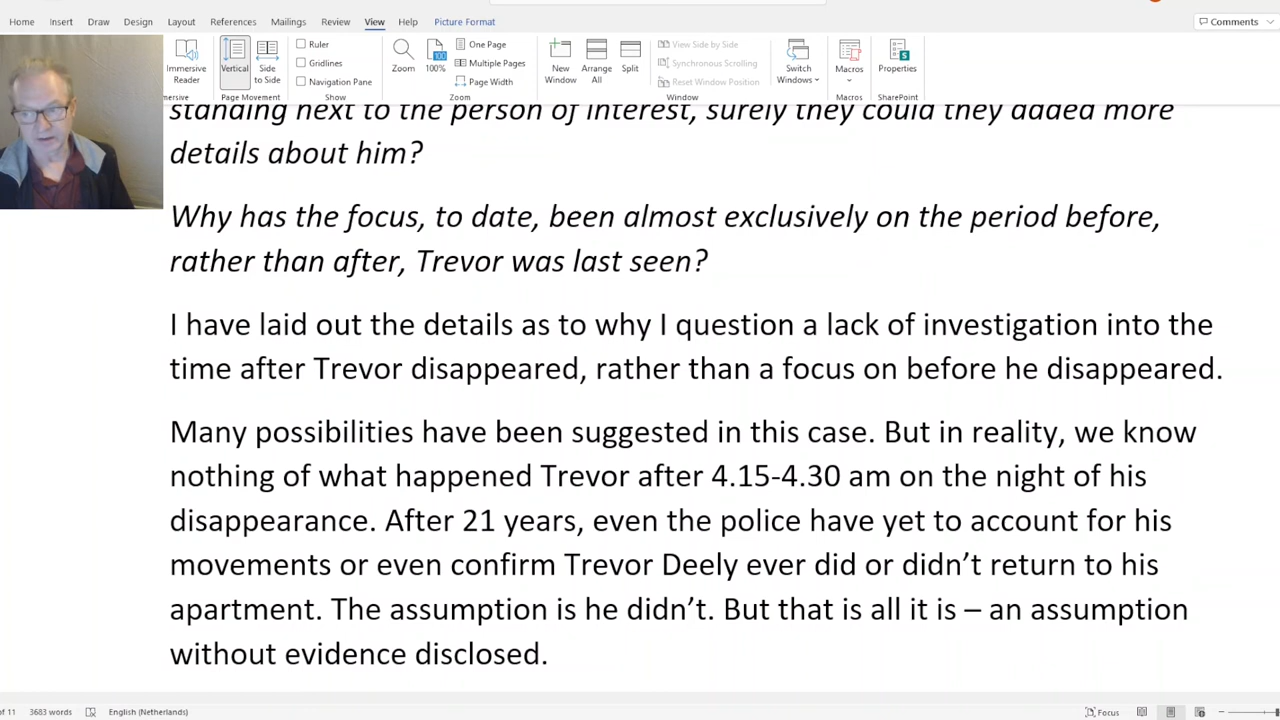 Home Insert Draw Design Layout References Mailings Review View Help Picture Format Comments
Immersive Reader
Vertical
Side to Side
Page Movement
Ruler
Gridlines
Navigation Pane
Show
Zoom
100%
One Page
Multiple Pages
Page Width
Zoom
New Window
Arrange All
Split
View Side by Side
Synchronous Scrolling
Reset Window Position
Window
Switch Windows
Macros
Macros
Properties
SharePoint
standing next to the person of interest, surely they could they added more
details about him?
Why has the focus, to date, been almost exclusively on the period before,
rather than after, Trevor was last seen?
I have laid out the details as to why I question a lack of investigation into the
time after Trevor disappeared, rather than a focus on before he disappeared.
Many possibilities have been suggested in this case. But in reality, we know
nothing of what happened Trevor after 4.15-4.30 am on the night of his
disappearance. After 21 years, even the police have yet to account for his
movements or even confirm Trevor Deely ever did or didn’t return to his
apartment. The assumption is he didn’t. But that is all it is – an assumption
without evidence disclosed.
of 11 3683 words English (Netherlands) Focus